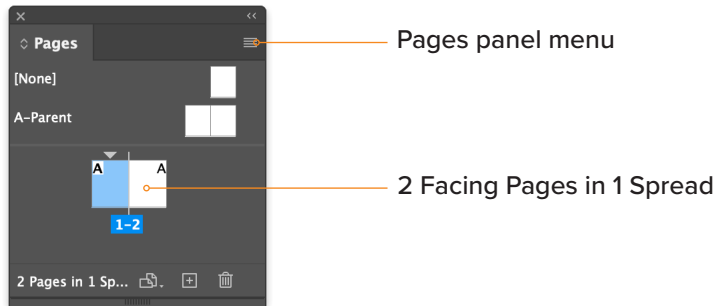 Pages
Pages panel menu
[None]
A-Parent
A A
2 Facing Pages in 1 Spread
1-2
2 Pages in 1 Sp...